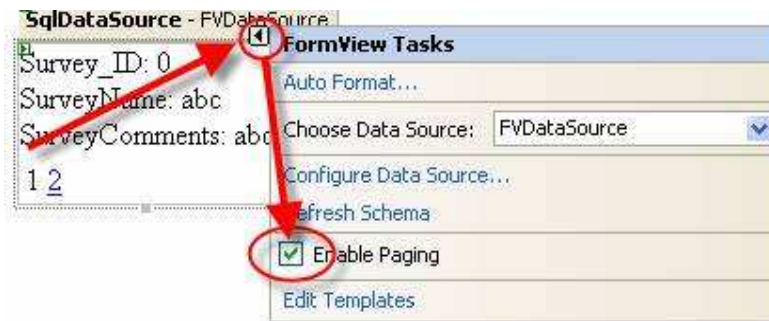 SqlDataSource - FVDataSource
FormView Tasks
Survey_ID: 0
Auto Format...
SurveyName: abc
SurveyComments: abc
Choose Data Source: FVDataSource
1 2
Configure Data Source...
Refresh Schema
Enable Paging
Edit Templates